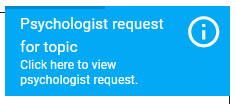 Psychologist request
for topic
Click here to view
psychologist request.